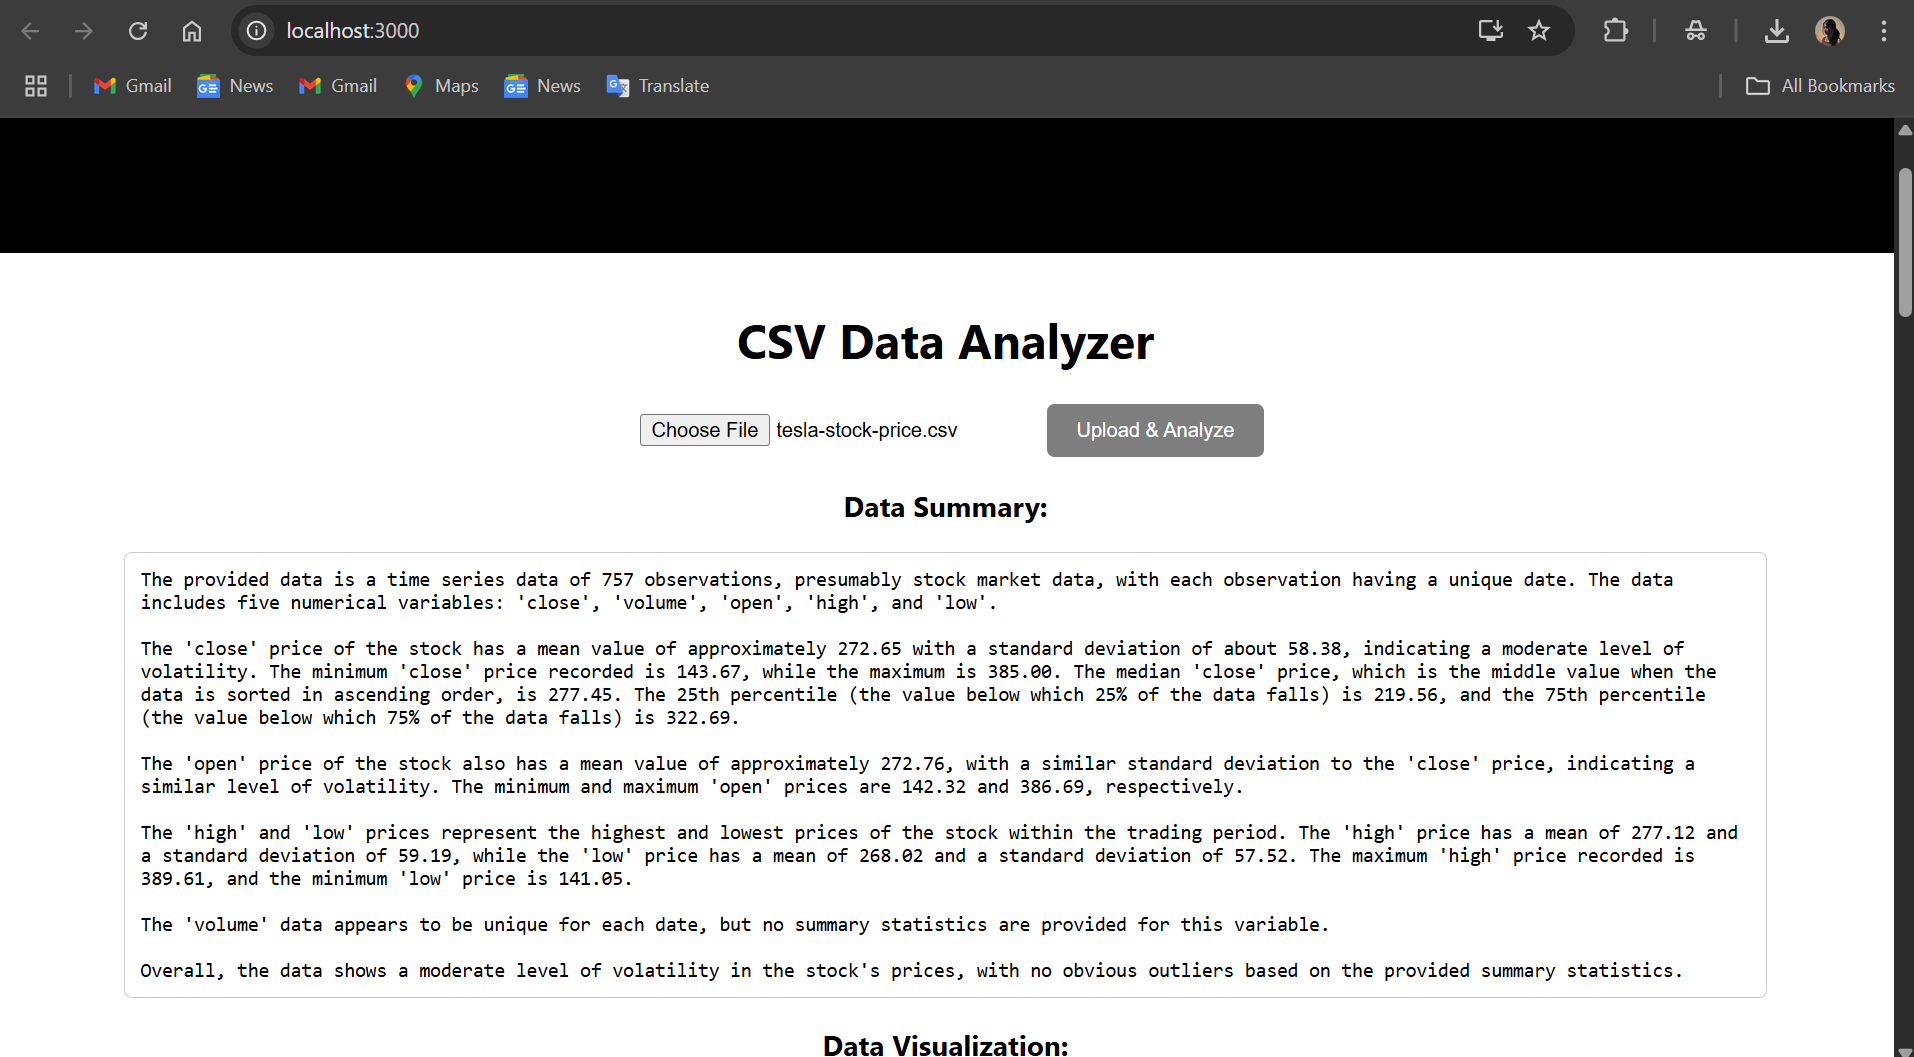 localhost:3000
Gmail
News
Gmail
Maps
News
Translate
All Bookmarks
CSV Data Analyzer
Choose File tesla-stock-price.csv
Upload & Analyze
Data Summary:
The provided data is a time series data of 757 observations, presumably stock market data, with each observation having a unique date. The data
includes five numerical variables: 'close', 'volume', 'open', 'high', and 'low'.
The 'close' price of the stock has a mean value of approximately 272.65 with a standard deviation of about 58.38, indicating a moderate level of
volatility. The minimum 'close' price recorded is 143.67, while the maximum is 385.00. The median 'close' price, which is the middle value when the
data is sorted in ascending order, is 277.45. The 25th percentile (the value below which 25% of the data falls) is 219.56, and the 75th percentile
(the value below which 75% of the data falls) is 322.69.
The 'open' price of the stock also has a mean value of approximately 272.76, with a similar standard deviation to the 'close' price, indicating a
similar level of volatility. The minimum and maximum 'open' prices are 142.32 and 386.69, respectively.
The 'high' and 'low' prices represent the highest and lowest prices of the stock within the trading period. The 'high' price has a mean of 277.12 and
a standard deviation of 59.19, while the 'low' price has a mean of 268.02 and a standard deviation of 57.52. The maximum 'high' price recorded is
389.61, and the minimum 'low' price is 141.05.
The 'volume' data appears to be unique for each date, but no summary statistics are provided for this variable.
Overall, the data shows a moderate level of volatility in the stock's prices, with no obvious outliers based on the provided summary statistics.
Data Visualization: